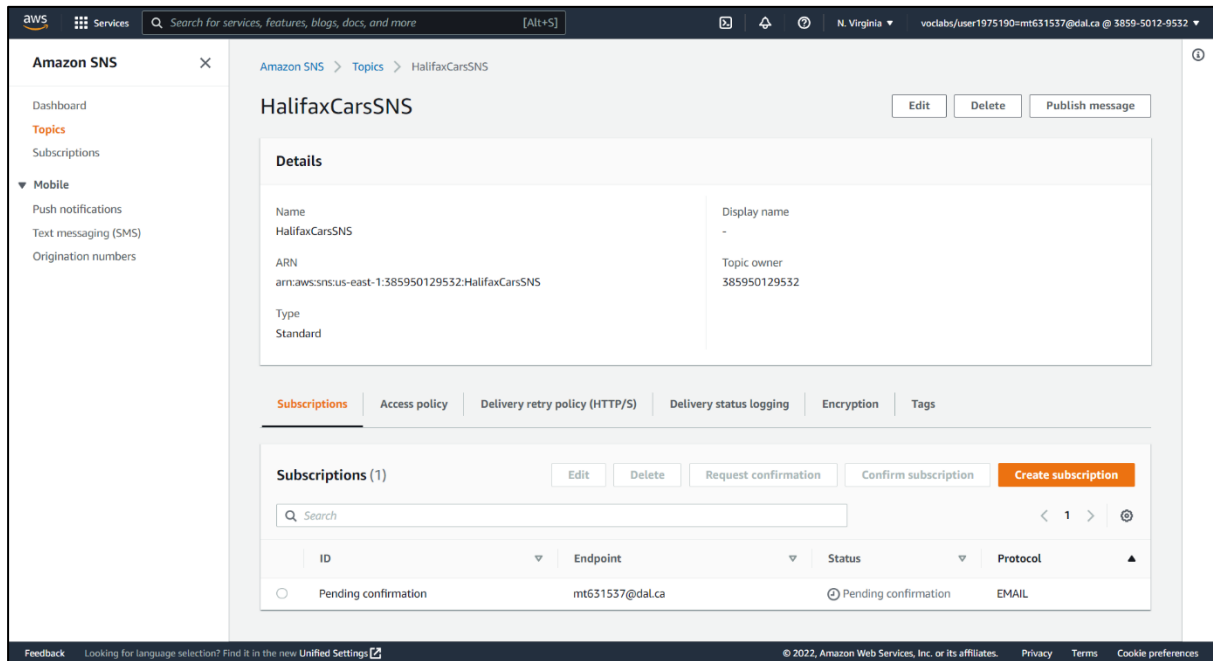 aws Services Search for services, features, blogs, docs, and more [Alt+S] N. Virginia ▼ voclabs/user1975190=mt631537@dal.ca @ 3859-5012-9532 ▼
Amazon SNS
Dashboard
Topics
Subscriptions
▼ Mobile
Push notifications
Text messaging (SMS)
Origination numbers
Amazon SNS > Topics > HalifaxCarsSNS
HalifaxCarsSNS Edit Delete Publish message
Details
Name
HalifaxCarsSNS
ARN
arn:aws:sns:us-east-1:385950129532:HalifaxCarsSNS
Type
Standard
Display name
-
Topic owner
385950129532
Subscriptions Access policy Delivery retry policy (HTTP/S) Delivery status logging Encryption Tags
Subscriptions (1) Edit Delete Request confirmation Confirm subscription Create subscription
Search < 1 >
ID Endpoint Status Protocol
Pending confirmation mt631537@dal.ca Pending confirmation EMAIL
Feedback Looking for language selection? Find it in the new Unified Settings © 2022, Amazon Web Services, Inc. or its affiliates. Privacy Terms Cookie preferences